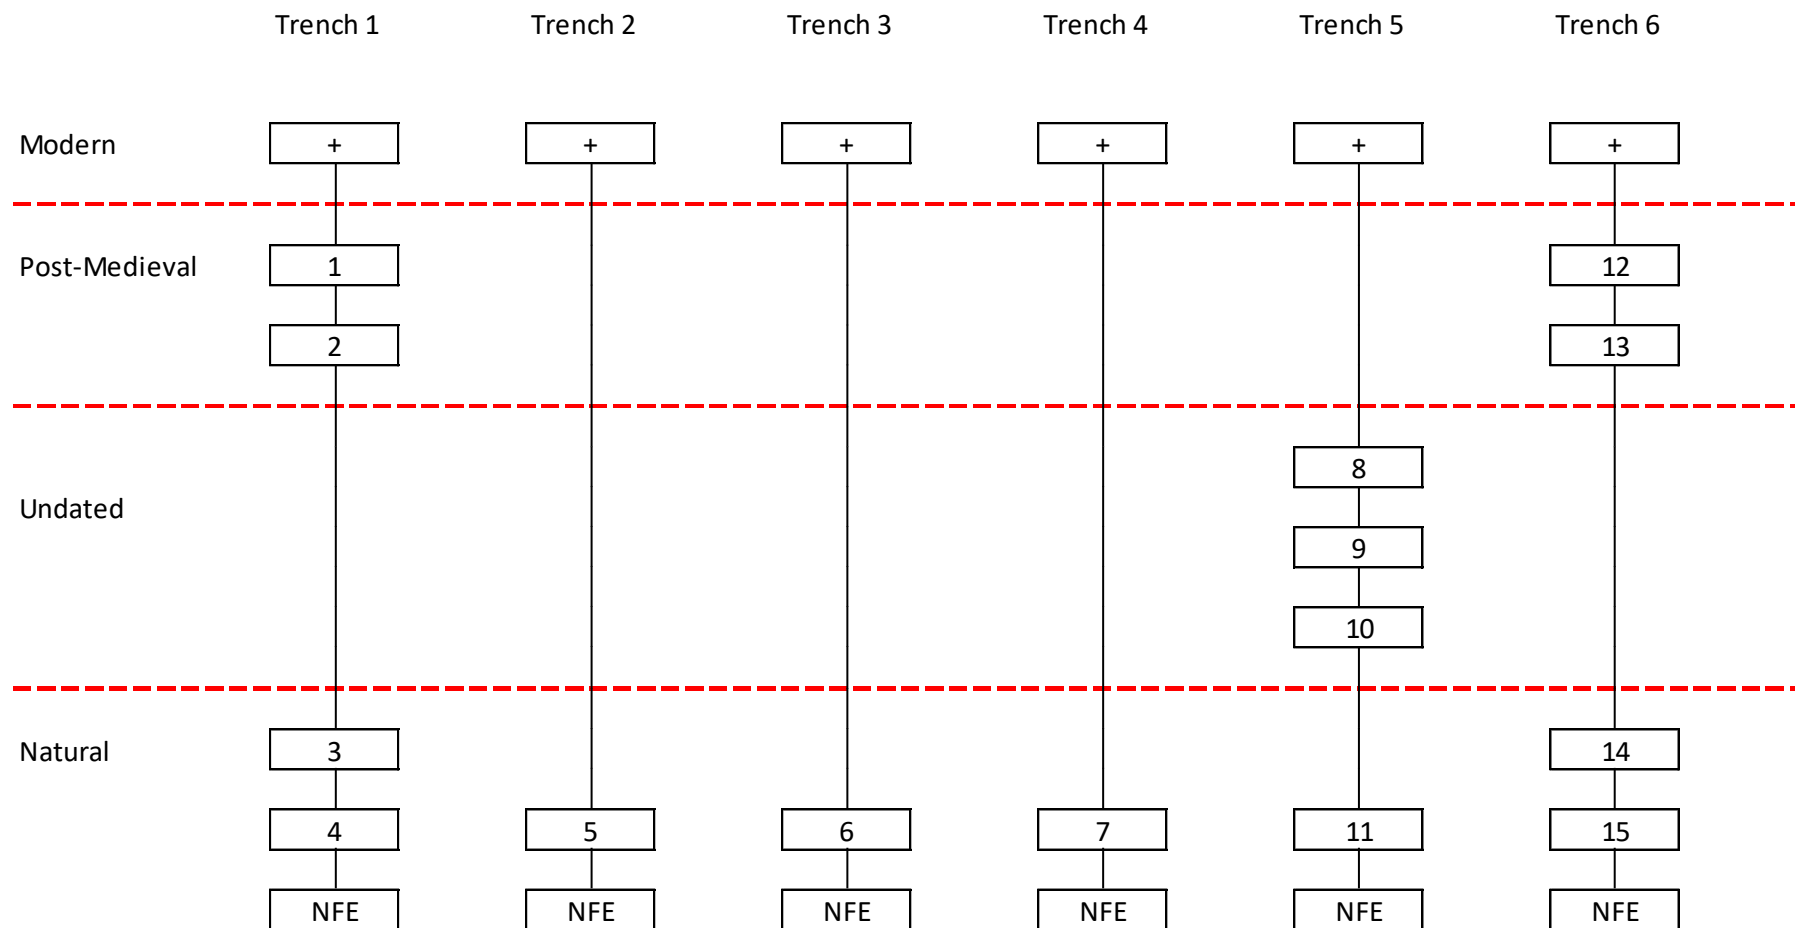 Trench 1 Trench 2 Trench 3 Trench 4 Trench 5 Trench 6
Modern + + + + + +
Post-Medieval 1 12
2 13
8
Undated
9
10
Natural 3 14
4 5 6 7 11 15
NFE NFE NFE NFE NFE NFE